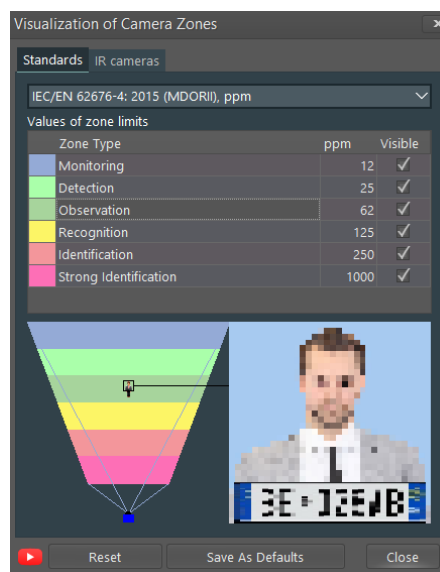 Visualization of Camera Zones
Standards IR cameras
IEC/EN 62676-4: 2015 (MDORII), ppm
Values of zone limits
Zone Type ppm Visible
Monitoring 12
Detection 25
Observation 62
Recognition 125
Identification 250
Strong Identification 1000
Reset Save As Defaults Close